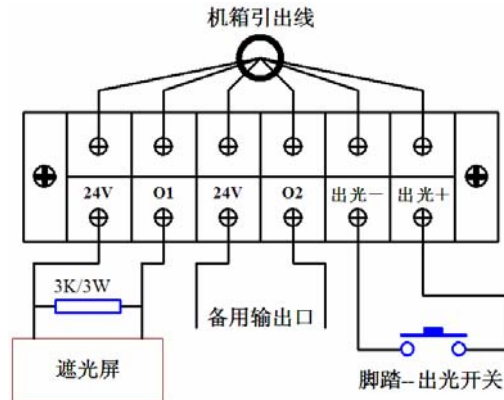 机箱引出线
24V O1 24V O2 出光－ 出光＋
3K/3W
备用输出口
遮光屏
脚踏--出光开关